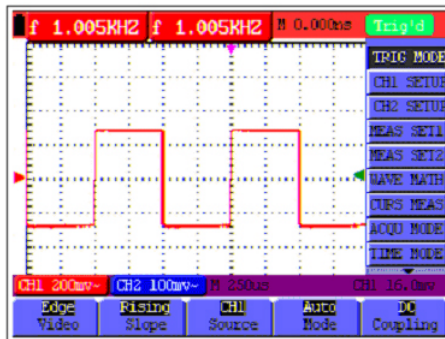 f 1.005KHZ f 1.005KHZ M 0.000ns Trig'd
TRIG MODE
CH1 SETUP
CH2 SETUP
MEAS SET1
MEAS SET2
WAVE MATH
CURS MEAS
ACQU MODE
TIME MODE
CH1 200mv~ CH2 100mv~ M 250us CH1 16.0mv
Edge Rising CH1 Auto DC
Video Slope Source Mode Coupling